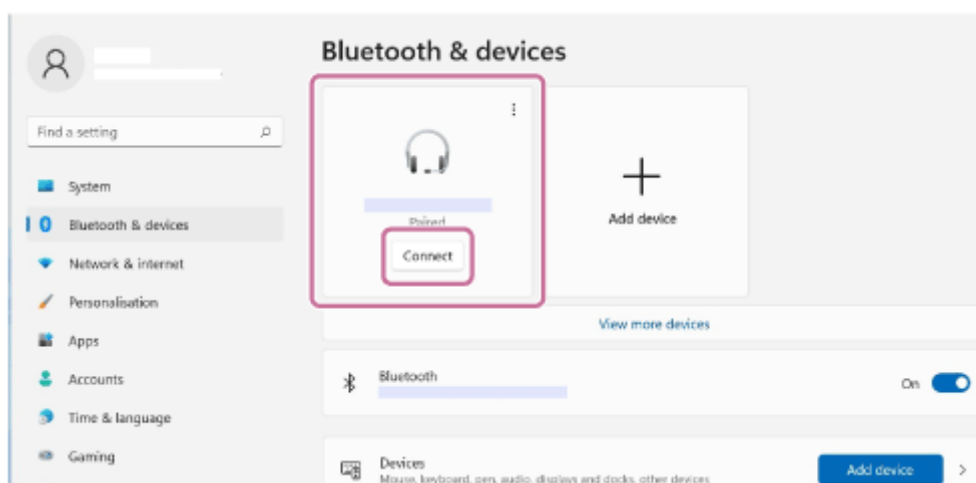 Bluetooth & devices
Find a setting
System
Bluetooth & devices
Network & internet
Personalisation
Apps
Accounts
Time & language
Gaming
Paired
Connect
Add device
View more devices
Bluetooth
On
Devices
Mouse, keyboard, pen, audio, displays and docks, other devices
Add device